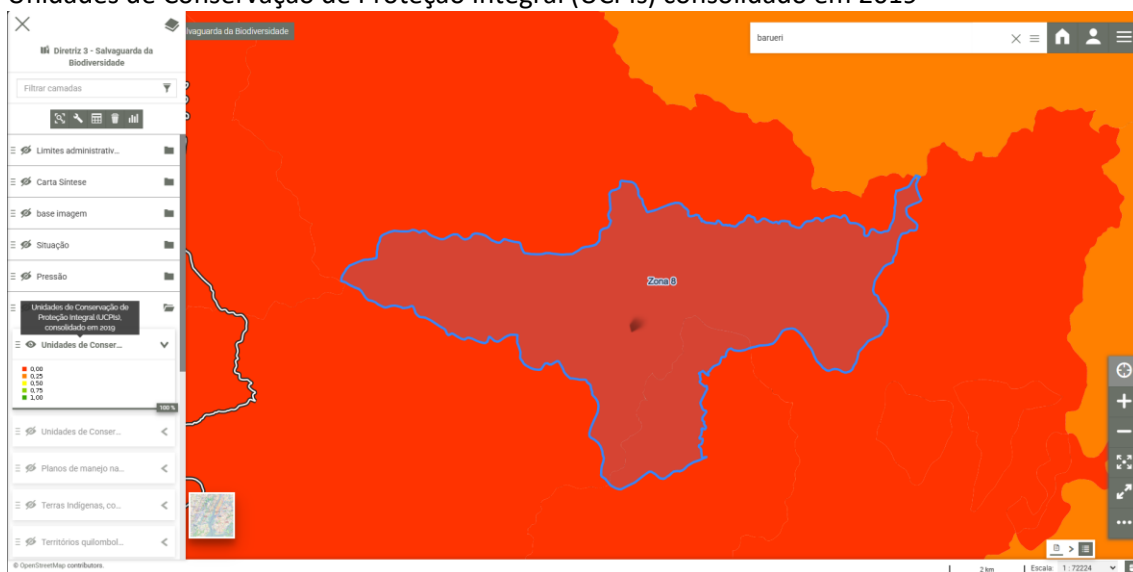 Unidades de Conservação de Proteção Integral (UCPIs) consolidado em 2019
Diretriz 3 - Salvaguarda da
Biodiversidade
Filtrar camadas
Limites administrativ...
Carta Síntese
base imagem
Situação
Pressão
Unidades de Conservação de
Proteção Integral (UCPIs),
consolidado em 2019
Unidades de Conser...
0,00
0,25
0,50
0,75
1,00
100 %
Unidades de Conser...
Planos de manejo na...
Terras Indígenas, co...
Territórios quilombol...
© OpenStreetMap contributors.
lvaguarda da Biodiversidade
barueri
Zona 8
2 km
Escala 1 : 72224